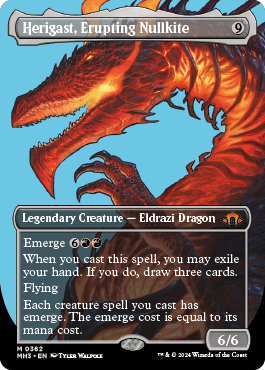 Herigast, Erupting Nullkite 9
Legendary Creature — Eldrazi Dragon
Emerge 6
When you cast this spell, you may exile
your hand. If you do, draw three cards.
Flying
Each creature spell you cast has
emerge. The emerge cost is equal to its
mana cost.
6/6
M 0362
MH3 • EN TYLER WALPOLE
™ & © 2024 Wizards of the Coast